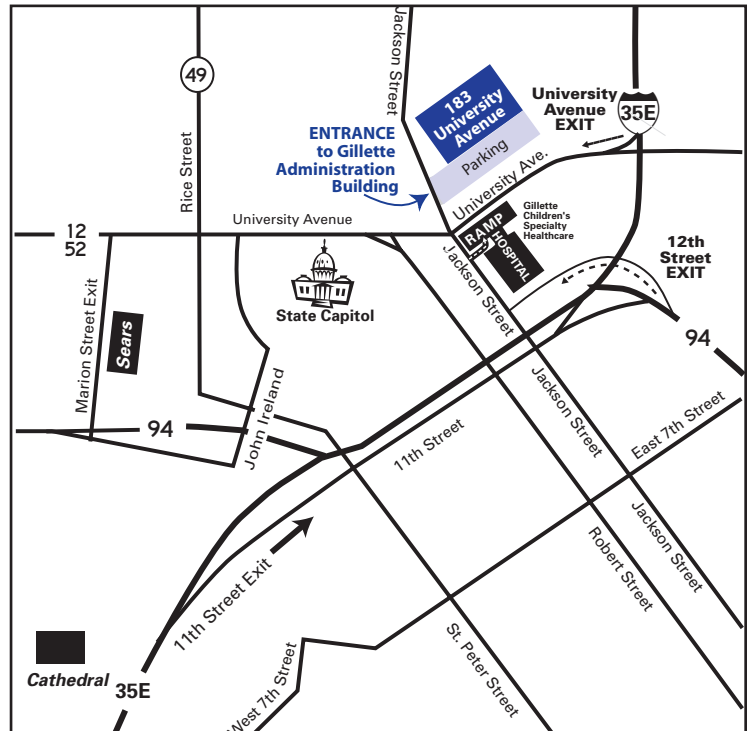 Jackson Street
49
Rice Street
183
University
Avenue
Parking
University
Avenue
EXIT
35E
ENTRANCE
to Gillette
Administration
Building
University Ave.
University Avenue
12
52
RAMP
HOSPITAL
Gillette
Children's
Specialty
Healthcare
12th
Street
EXIT
Jackson Street
State Capitol
Marion Street Exit
Sears
94
94
John Ireland
11th Street
Jackson Street
East 7th Street
Jackson Street
Robert Street
11th Street Exit
St. Peter Street
Cathedral
35E
West 7th Street